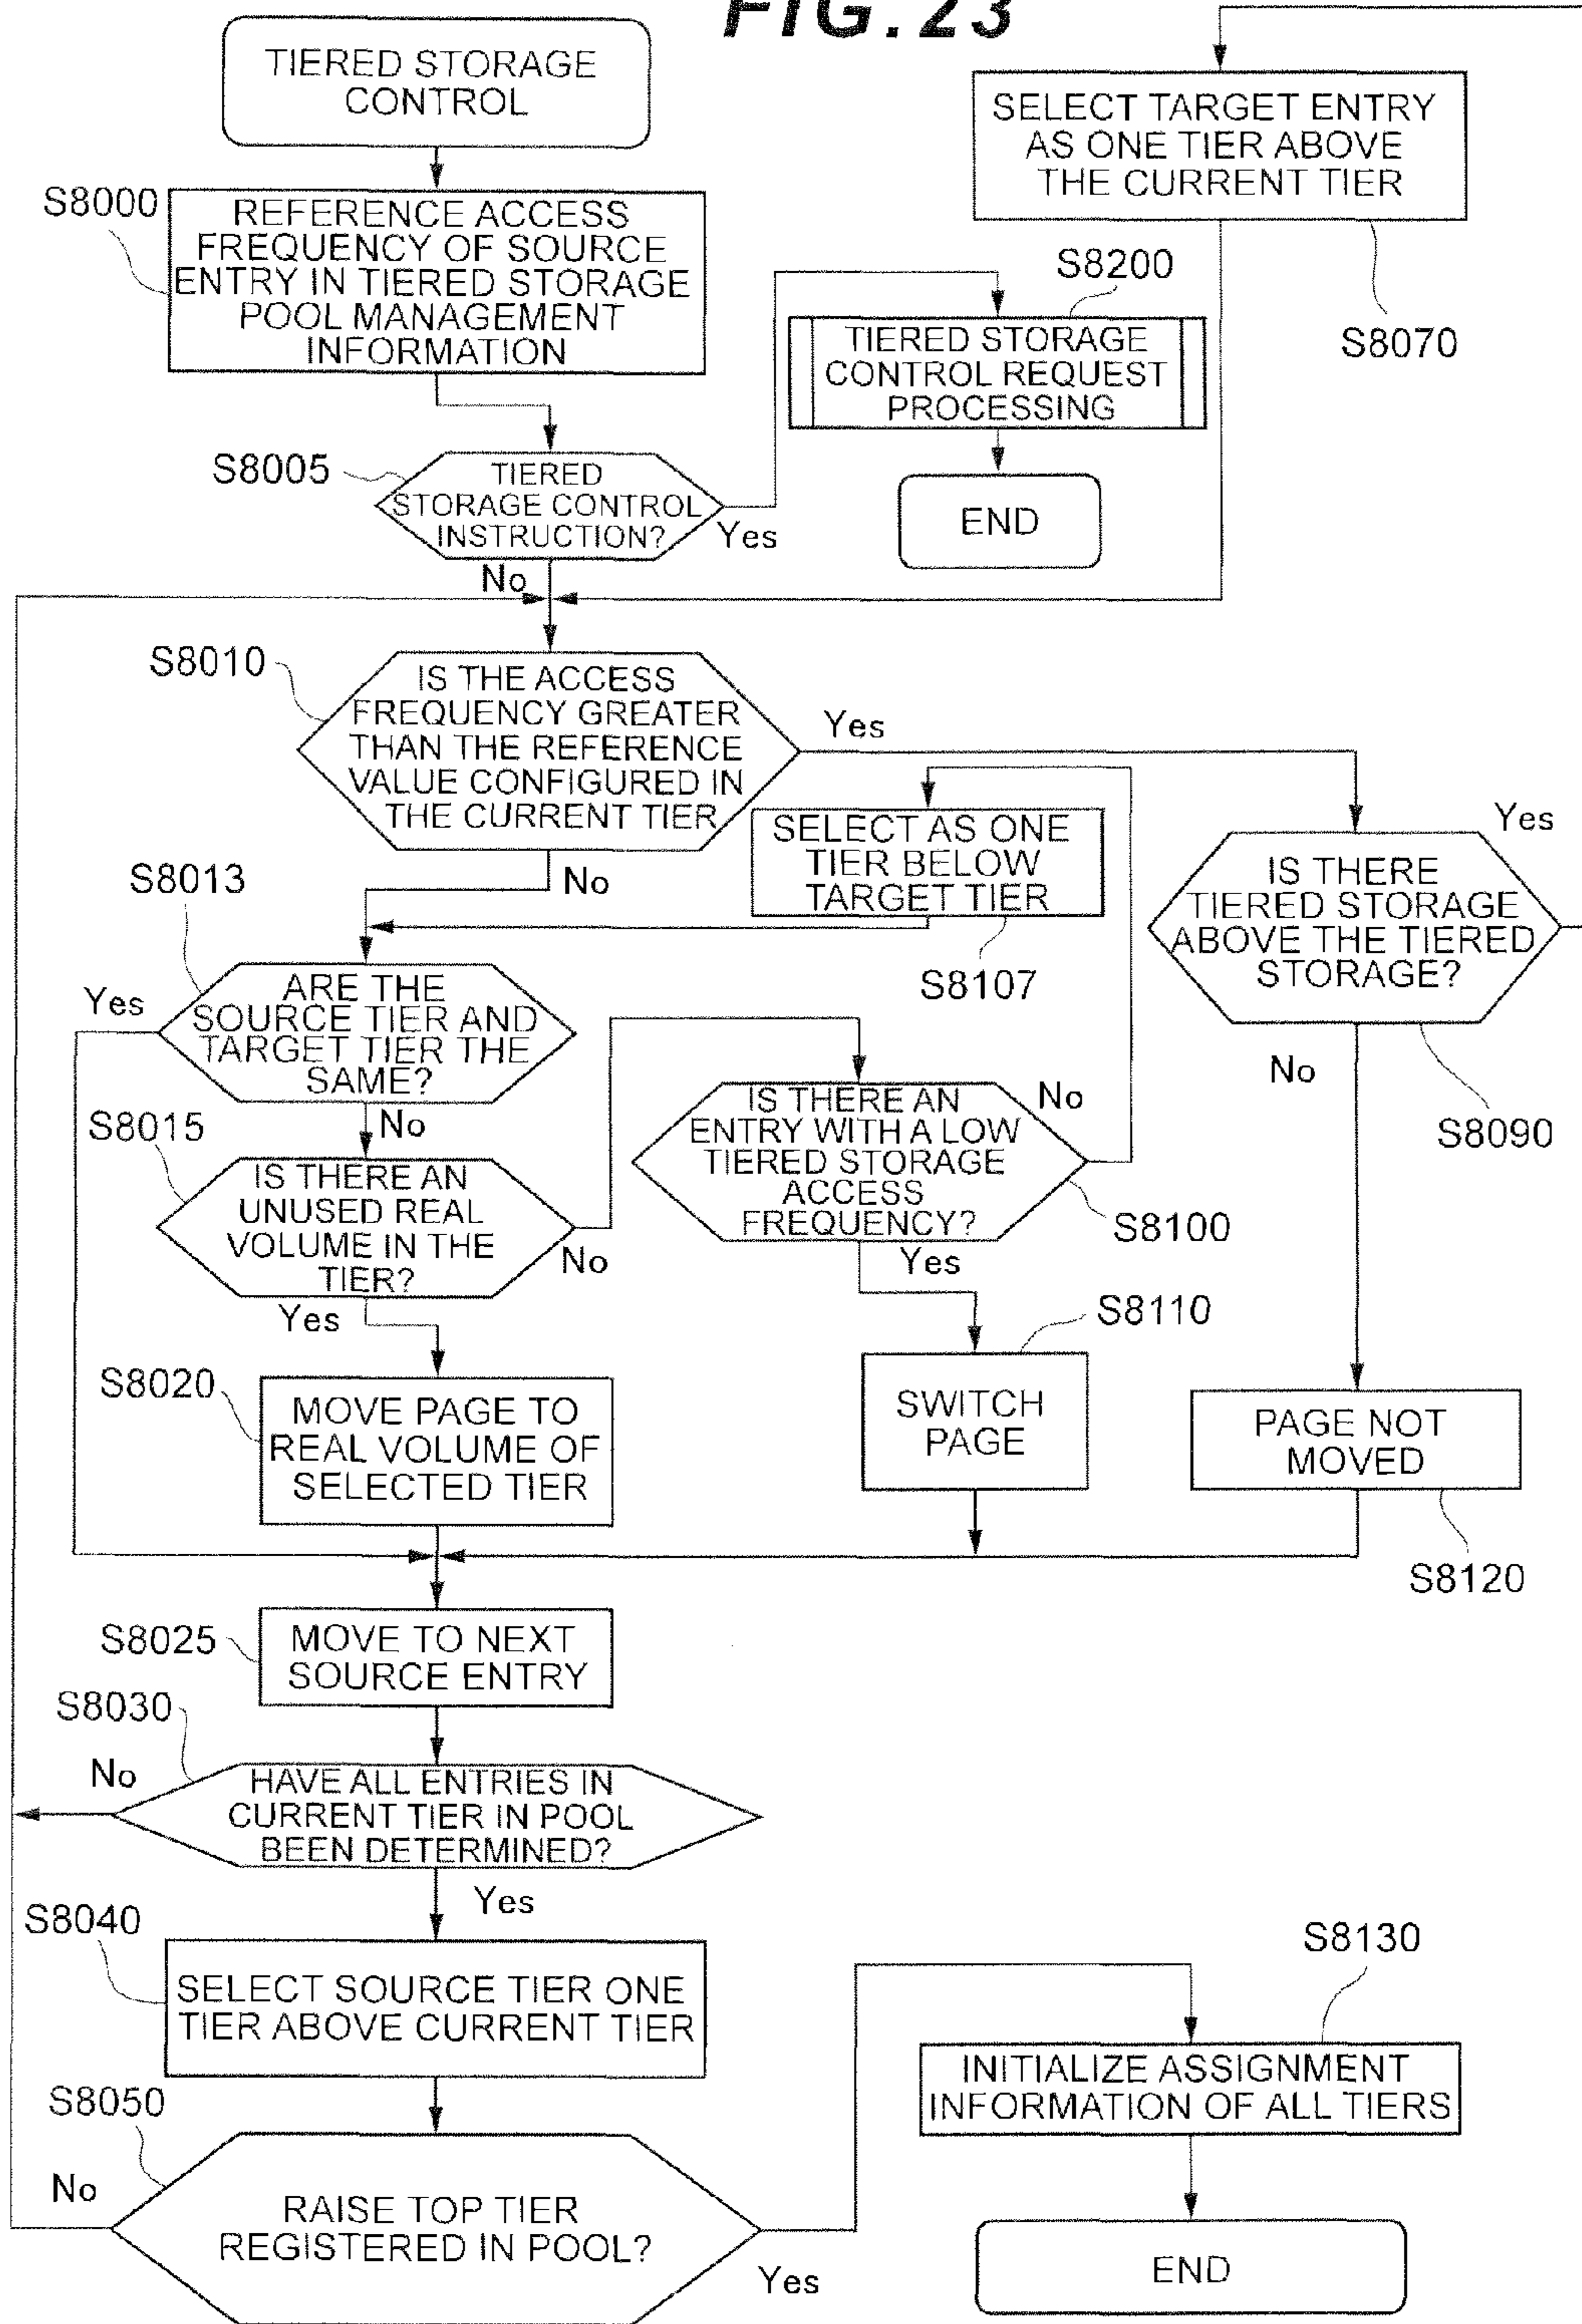 FIG.23
TIERED STORAGE
CONTROL
S8000
REFERENCE ACCESS
FREQUENCY OF SOURCE
ENTRY IN TIERED STORAGE
POOL MANAGEMENT
INFORMATION
SELECT TARGET ENTRY
AS ONE TIER ABOVE
THE CURRENT TIER
S8070
S8200
TIERED STORAGE
CONTROL REQUEST
PROCESSING
END
S8005
TIERED
STORAGE CONTROL
INSTRUCTION?
Yes
No
S8010
IS THE ACCESS
FREQUENCY GREATER
THAN THE REFERENCE
VALUE CONFIGURED IN
THE CURRENT TIER
Yes
No
SELECT AS ONE
TIER BELOW
TARGET TIER
S8107
Yes
IS THERE
TIERED STORAGE
ABOVE THE TIERED
STORAGE?
No
S8090
S8013
Yes
ARE THE
SOURCE TIER AND
TARGET TIER THE
SAME?
No
S8015
IS THERE AN
UNUSED REAL
VOLUME IN THE
TIER?
No
Yes
IS THERE AN
ENTRY WITH A LOW
TIERED STORAGE
ACCESS
FREQUENCY?
No
S8100
Yes
S8110
SWITCH
PAGE
S8020
MOVE PAGE TO
REAL VOLUME OF
SELECTED TIER
PAGE NOT
MOVED
S8120
S8025
MOVE TO NEXT
SOURCE ENTRY
S8030
No
HAVE ALL ENTRIES IN
CURRENT TIER IN POOL
BEEN DETERMINED?
Yes
S8040
SELECT SOURCE TIER ONE
TIER ABOVE CURRENT TIER
S8050
No
RAISE TOP TIER
REGISTERED IN POOL?
Yes
S8130
INITIALIZE ASSIGNMENT
INFORMATION OF ALL TIERS
END